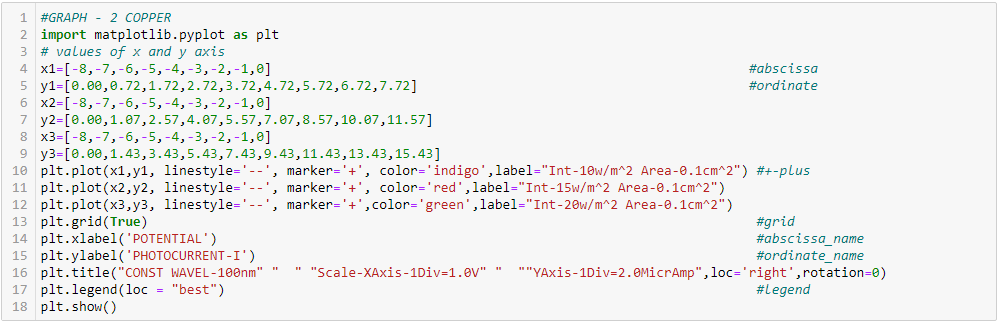 1 #GRAPH - 2 COPPER
2 import matplotlib.pyplot as plt
3 # values of x and y axis
4 x1=[-8,-7,-6,-5,-4,-3,-2,-1,0] #abscissa
5 y1=[0.00,0.72,1.72,2.72,3.72,4.72,5.72,6.72,7.72] #ordinate
6 x2=[-8,-7,-6,-5,-4,-3,-2,-1,0]
7 y2=[0.00,1.07,2.57,4.07,5.57,7.07,8.57,10.07,11.57]
8 x3=[-8,-7,-6,-5,-4,-3,-2,-1,0]
9 y3=[0.00,1.43,3.43,5.43,7.43,9.43,11.43,13.43,15.43]
10 plt.plot(x1,y1, linestyle='--', marker='+', color='indigo',label="Int-10w/m^2 Area-0.1cm^2") #+-plus
11 plt.plot(x2,y2, linestyle='--', marker='+', color='red',label="Int-15w/m^2 Area-0.1cm^2")
12 plt.plot(x3,y3, linestyle='--', marker='+',color='green',label="Int-20w/m^2 Area-0.1cm^2")
13 plt.grid(True) #grid
14 plt.xlabel('POTENTIAL') #abscissa_name
15 plt.ylabel('PHOTOCURRENT-I') #ordinate_name
16 plt.title("CONST WAVEL-100nm" "  " "Scale-XAxis-1Div=1.0V" "  ""YAxis-1Div=2.0MicrAmp",loc='right',rotation=0)
17 plt.legend(loc = "best") #legend
18 plt.show()